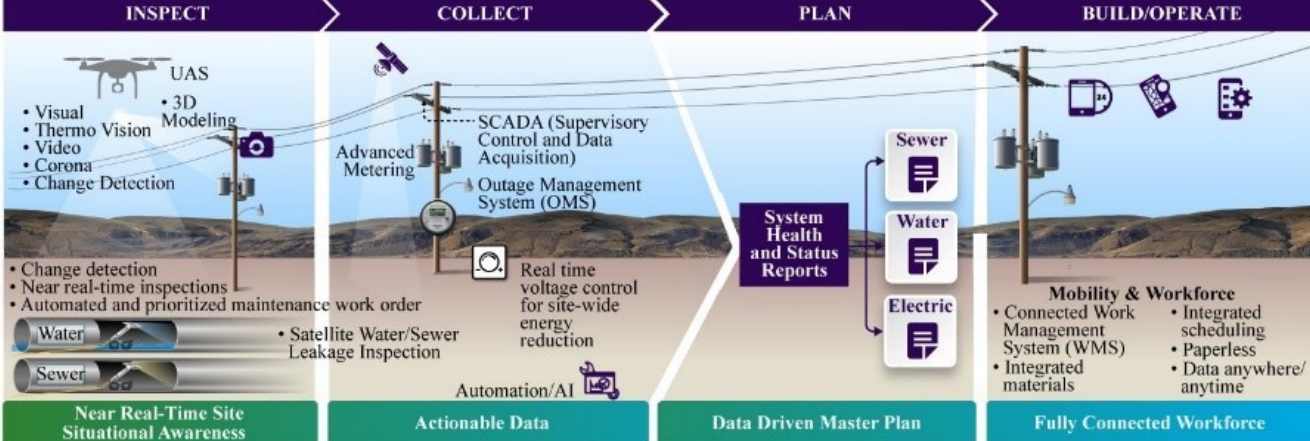 INSPECT
UAS
• Visual
• Thermo Vision
• Video
• Corona
• Change Detection
• 3D
Modeling
• Change detection
• Near real-time inspections
• Automated and prioritized maintenance work order
Water
Sewer
Near Real-Time Site
Situational Awareness
COLLECT
SCADA (Supervisory
Control and Data
Acquisition)
Advanced
Metering
Outage Management
System (OMS)
Real time
voltage control
for site-wide
energy
reduction
• Satellite Water/Sewer
Leakage Inspection
Automation/AI
Actionable Data
PLAN
System
Health
and Status
Reports
Sewer
Water
Electric
Data Driven Master Plan
BUILD/OPERATE
24
Mobility & Workforce
• Connected Work
Management
System (WMS)
• Integrated
materials
• Integrated
scheduling
• Paperless
• Data anywhere/
anytime
Fully Connected Workforce